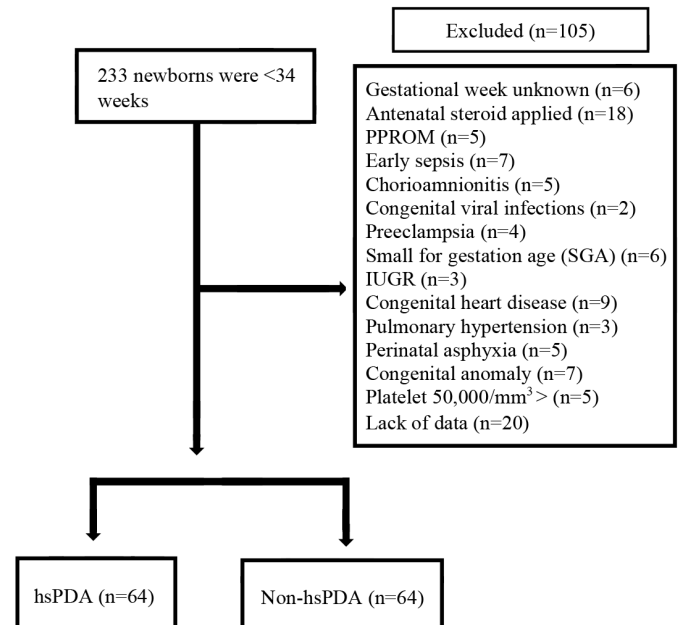 Excluded (n=105)
233 newborns were <34
weeks
Gestational week unknown (n=6)
Antenatal steroid applied (n=18)
PPROM (n=5)
Early sepsis (n=7)
Chorioamnionitis (n=5)
Congenital viral infections (n=2)
Preeclampsia (n=4)
Small for gestation age (SGA) (n=6)
IUGR (n=3)
Congenital heart disease (n=9)
Pulmonary hypertension (n=3)
Perinatal asphyxia (n=5)
Congenital anomaly (n=7)
Platelet 50,000/mm³ > (n=5)
Lack of data (n=20)
hsPDA (n=64)
Non-hsPDA (n=64)